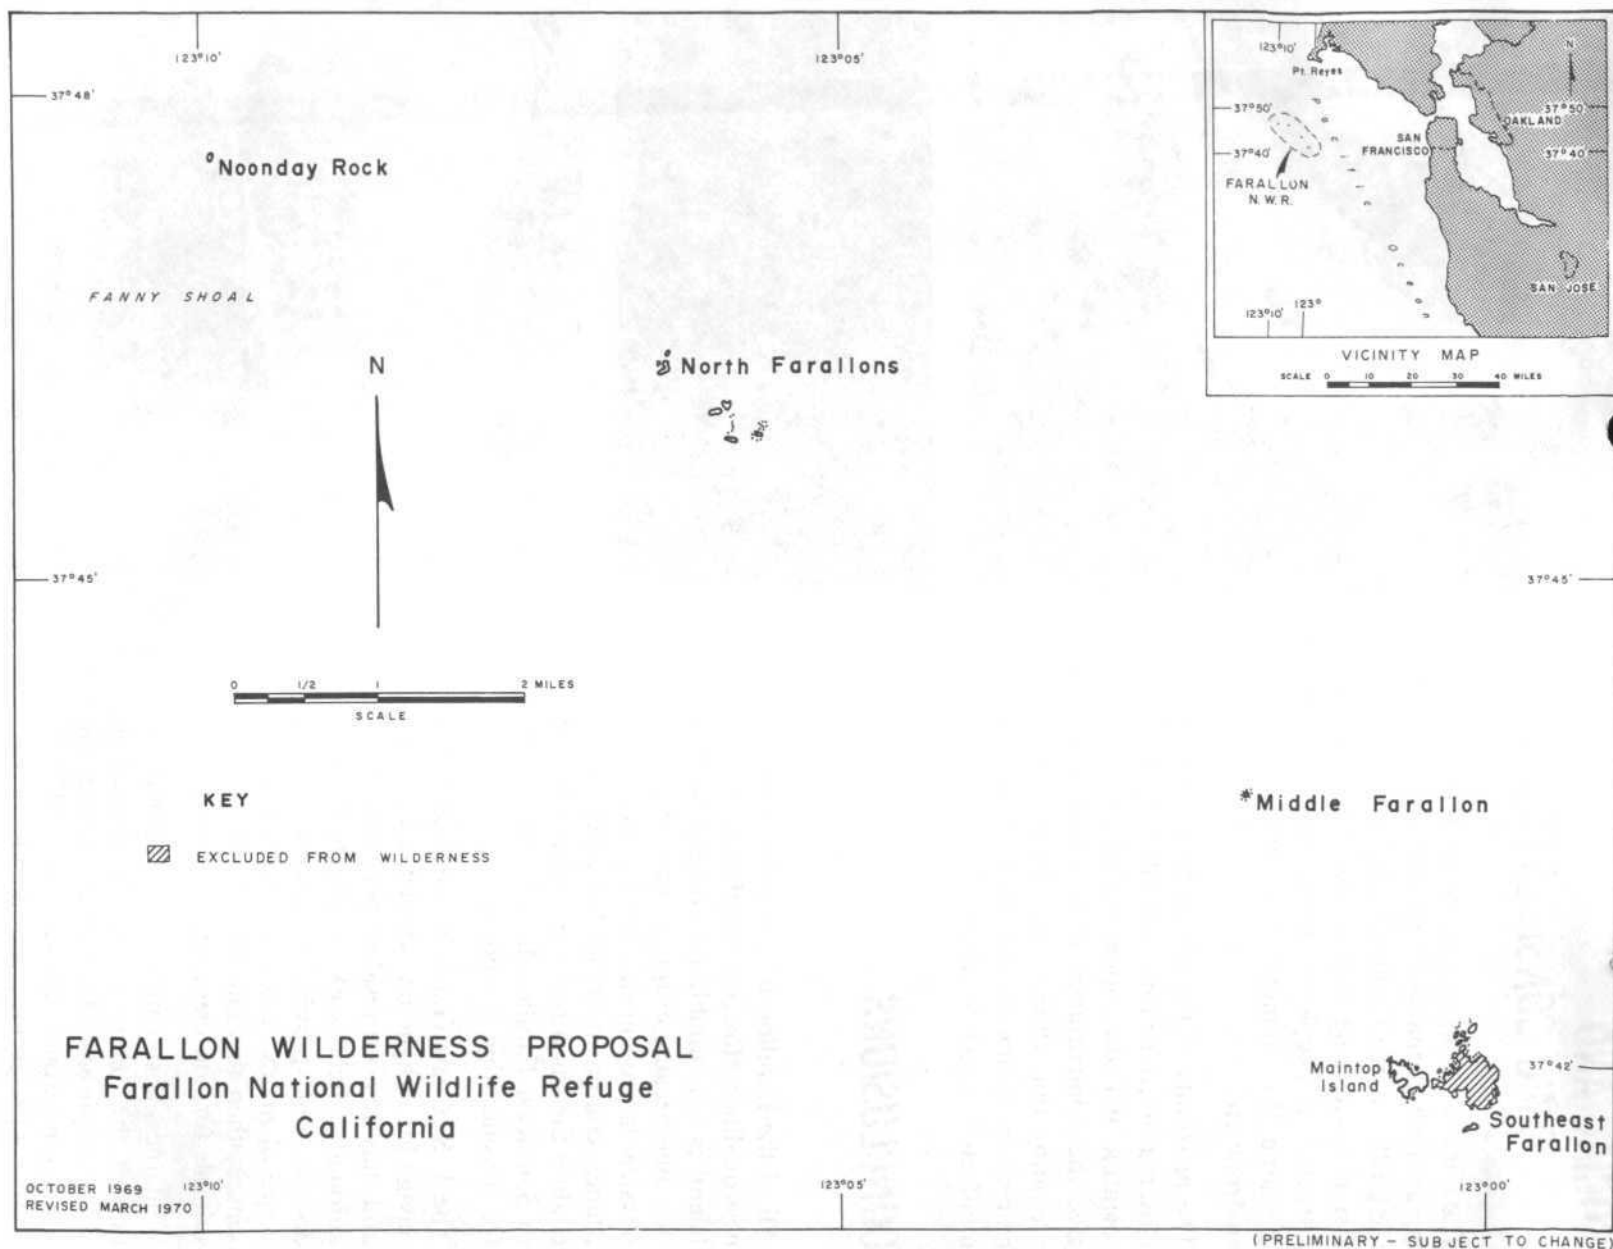 123°10'
123°05'
37°48'
Noonday Rock
FANNY SHOAL
N
North Farallons
123°10'
Pt. Reyes
N
37°50'
37°50'
OAKLAND
SAN
FRANCISCO
37°40'
37°40'
FARALLON
N.W.R.
SAN JOSE
123°10'
123°
VICINITY MAP
SCALE 0 10 20 30 40 MILES
37°45'
37°45'
0 1/2 1 2 MILES
SCALE
KEY
EXCLUDED FROM WILDERNESS
Middle Farallon
FARALLON WILDERNESS PROPOSAL
Farallon National Wildlife Refuge
California
Maintop
Island
37°42'
Southeast
Farallon
OCTOBER 1969
REVISED MARCH 1970
123°10'
123°05'
123°00'
(PRELIMINARY - SUBJECT TO CHANGE)